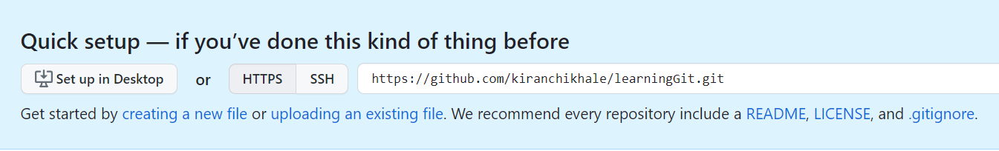 Quick setup — if you’ve done this kind of thing before
Set up in Desktop or HTTPS SSH https://github.com/kiranchikhale/learningGit.git
Get started by creating a new file or uploading an existing file. We recommend every repository include a README, LICENSE, and .gitignore.